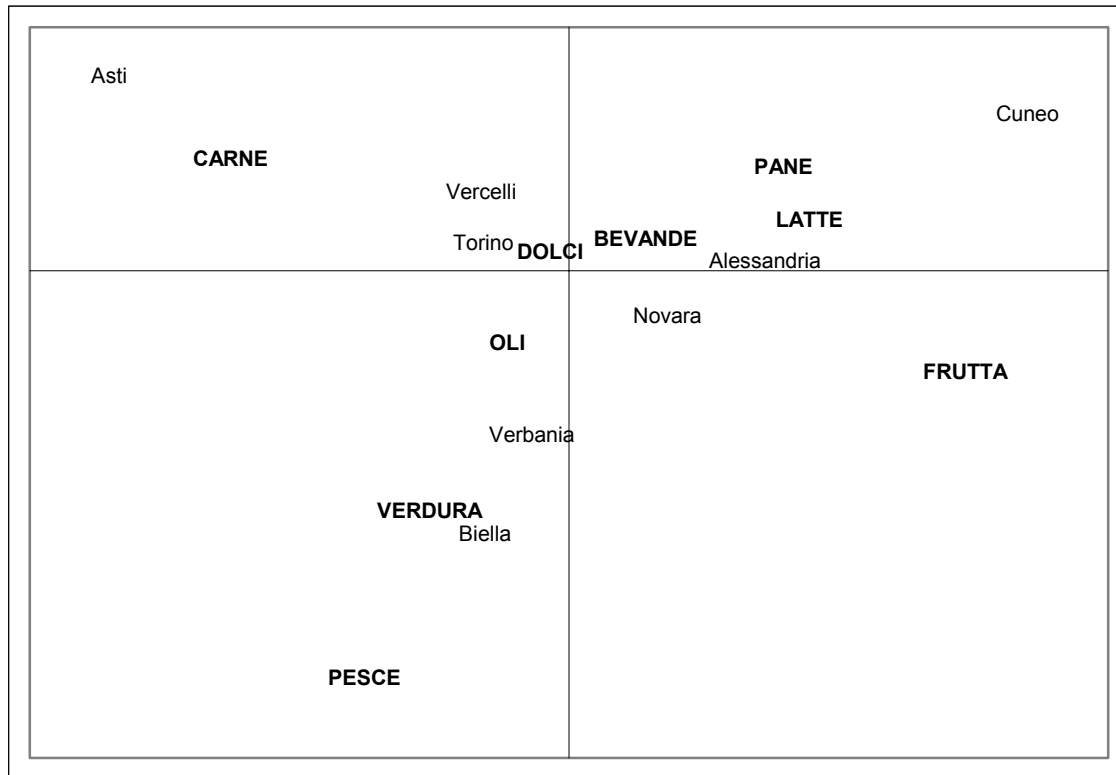 Asti
Cuneo
CARNE
PANE
Vercelli
LATTE
Torino
DOLCI
BEVANDE
Alessandria
Novara
OLI
FRUTTA
Verbania
VERDURA
Biella
PESCE